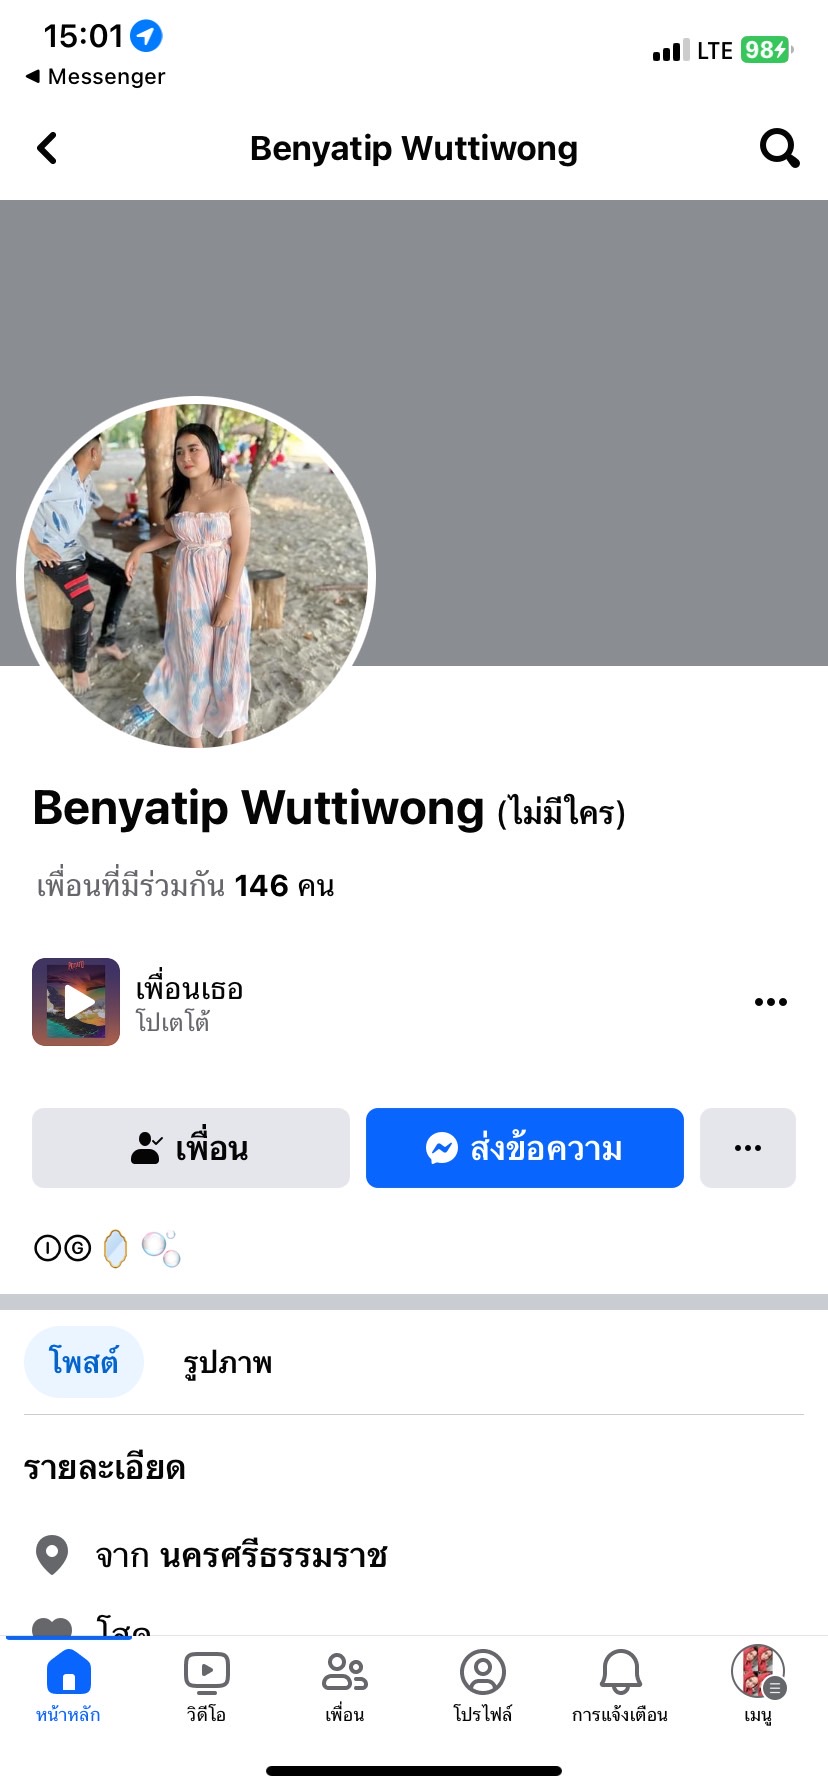 15:01
LTE 98
Messenger
Benyatip Wuttiwong
Benyatip Wuttiwong (ไม่มีใคร)
เพื่อนที่มีร่วมกัน 146 คน
เพื่อนเธอ
โปเตโต้
เพื่อน
ส่งข้อความ
ⒾⒼ
โพสต์
รูปภาพ
รายละเอียด
จาก นครศรีธรรมราช
โสด
หน้าหลัก
วิดีโอ
เพื่อน
โปรไฟล์
การแจ้งเตือน
เมนู